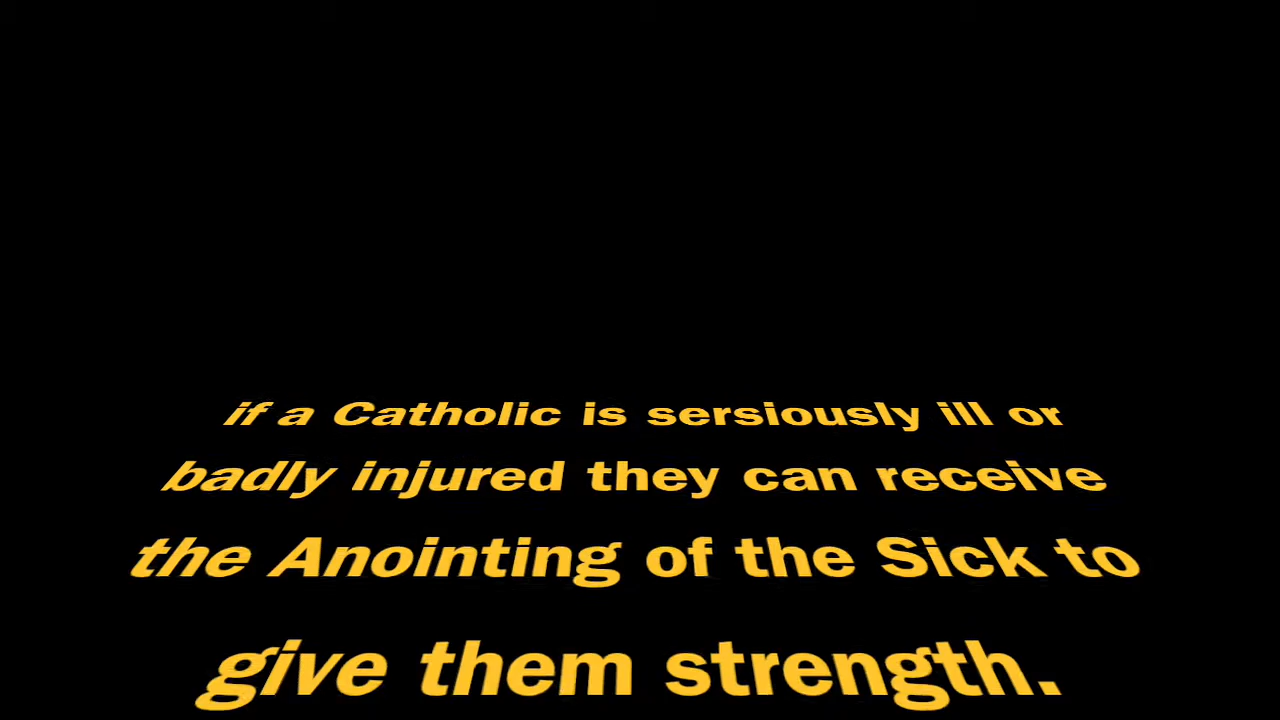 if a Catholic is sersiously ill or
badly injured they can receive
the Anointing of the Sick to
give them strength.